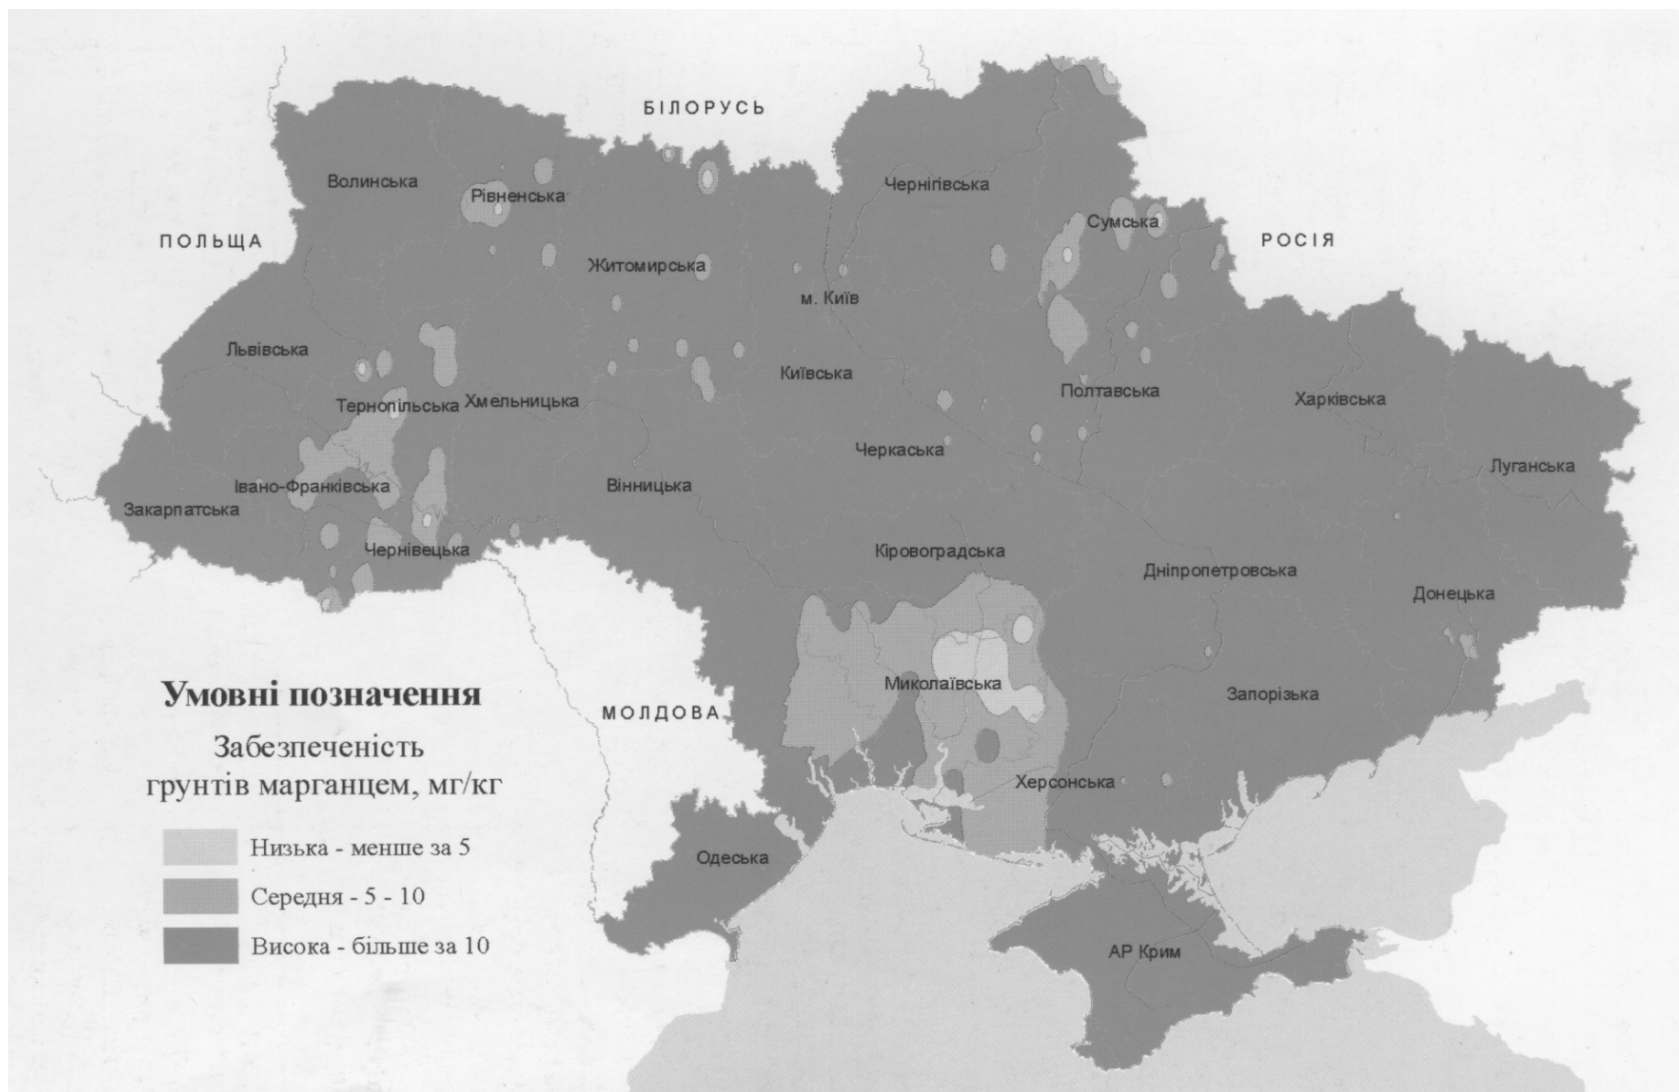 БІЛОРУСЬ
Волинська
Рівненська
Чернігівська
Сумська
ПОЛЬЩА
РОСІЯ
Житомирська
м. Київ
Львівська
Київська
Полтавська
Тернопільська
Хмельницька
Харківська
Черкаська
Луганська
Івано-Франківська
Вінницька
Закарпатська
Чернівецька
Кіровоградська
Дніпропетровська
Донецька
Миколаївська
Запорізька
МОЛДОВА
Херсонська
Одеська
АР Крим
Умовні позначення
Забезпеченість
грунтів марганцем, мг/кг
Низька - менше за 5
Середня - 5 - 10
Висока - більше за 10